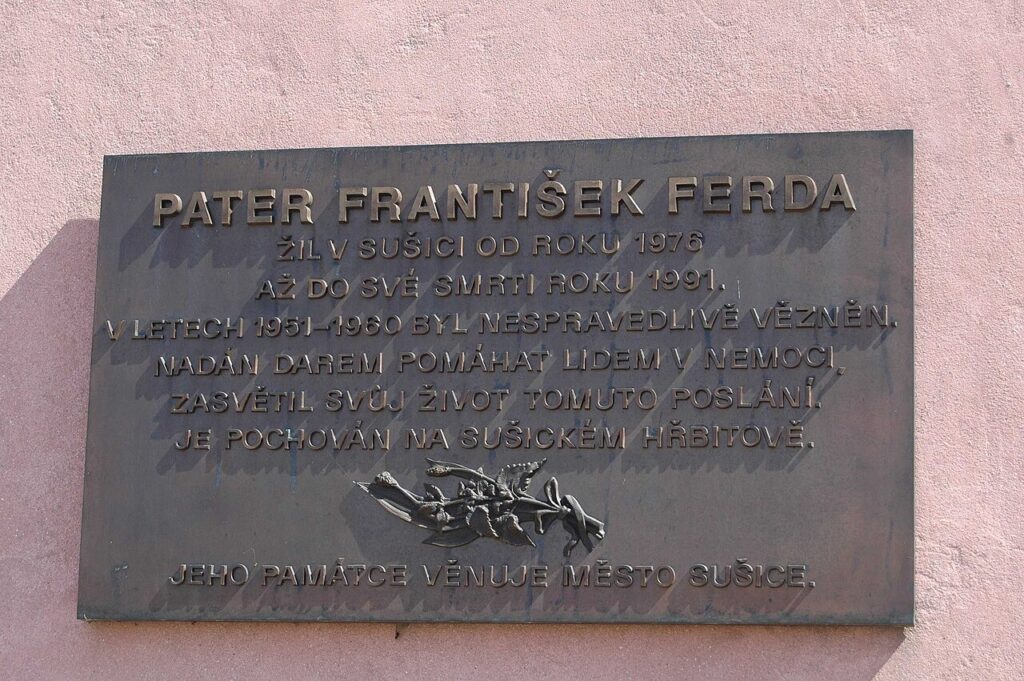 PATER FRANTIŠEK FERDA
ŽIL V SUŠICI OD ROKU 1976
AŽ DO SVÉ SMRTI ROKU 1991.
V LETECH 1951–1960 BYL NESPRAVEDLIVĚ VĚZNĚN.
NADÁN DAREM POMÁHAT LIDEM V NEMOCI,
ZASVĚTIL SVŮJ ŽIVOT TOMUTO POSLÁNÍ.
JE POCHOVÁN NA SUŠICKÉM HŘBITOVĚ.
JEHO PAMÁTCE VĚNUJE MĚSTO SUŠICE.